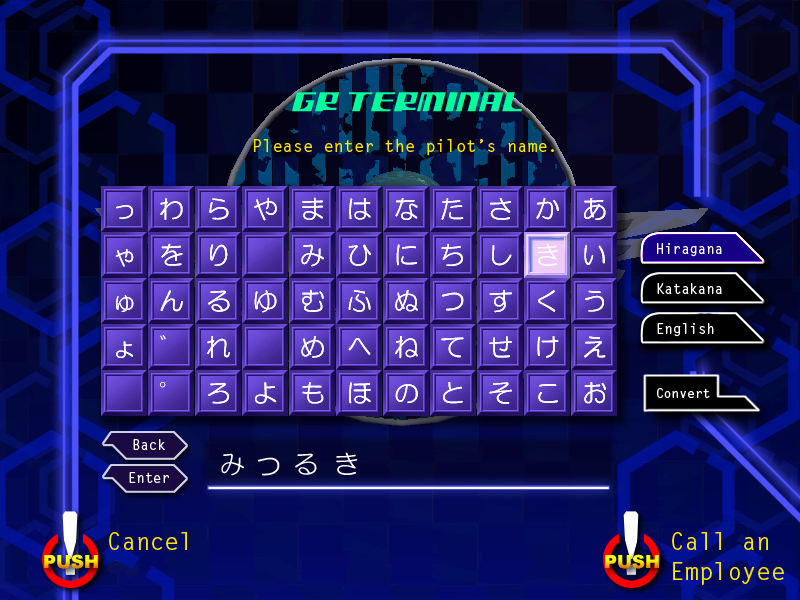 GR TERMINAL
Please enter the pilot's name.
っ わ ら や ま は な た さ か あ
ゃ を り み ひ に ち し き い
ゅ ん る ゆ む ふ ぬ つ す く う
ょ ゛ れ め へ ね て せ け え
゜ ろ よ も ほ の と そ こ お
Hiragana
Katakana
English
Convert
Back
Enter
みつるき
PUSH
Cancel
PUSH
Call an
Employee